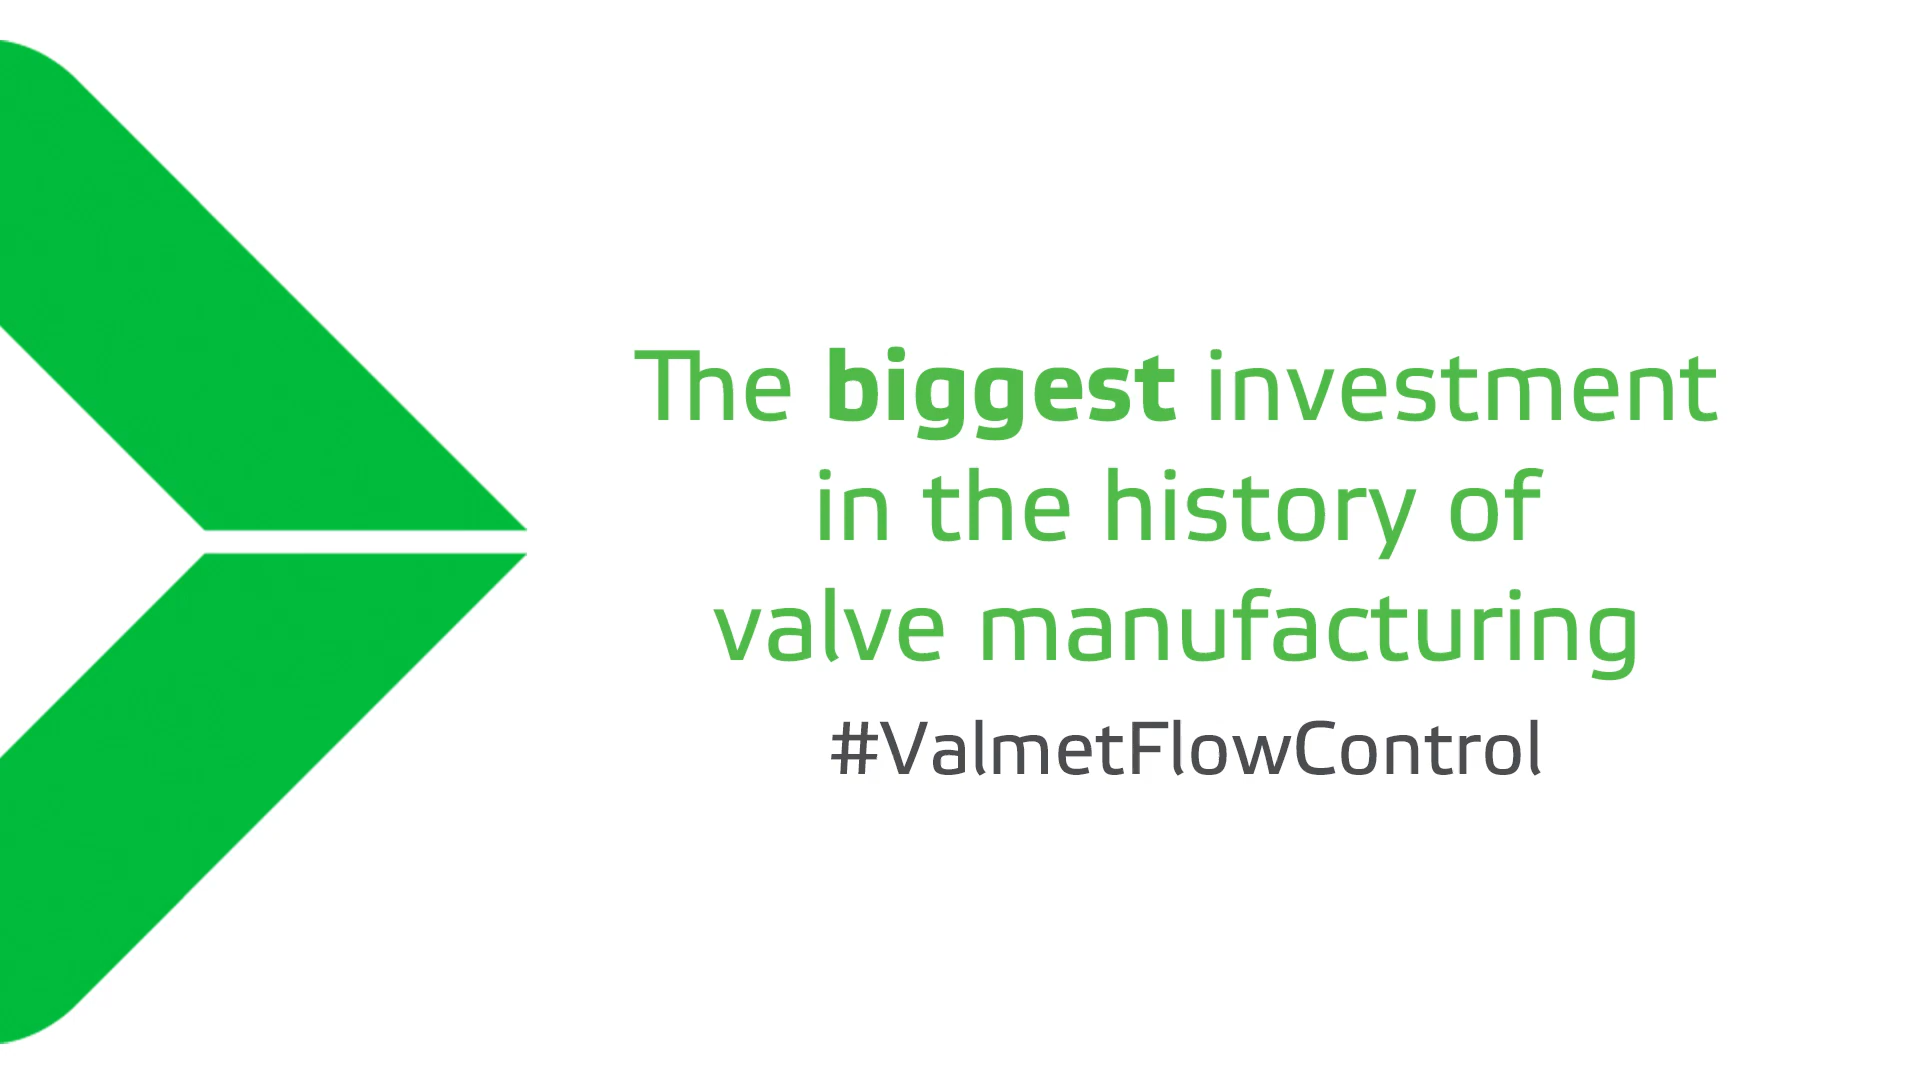 The biggest investment
in the history of
valve manufacturing
#ValmetFlowControl